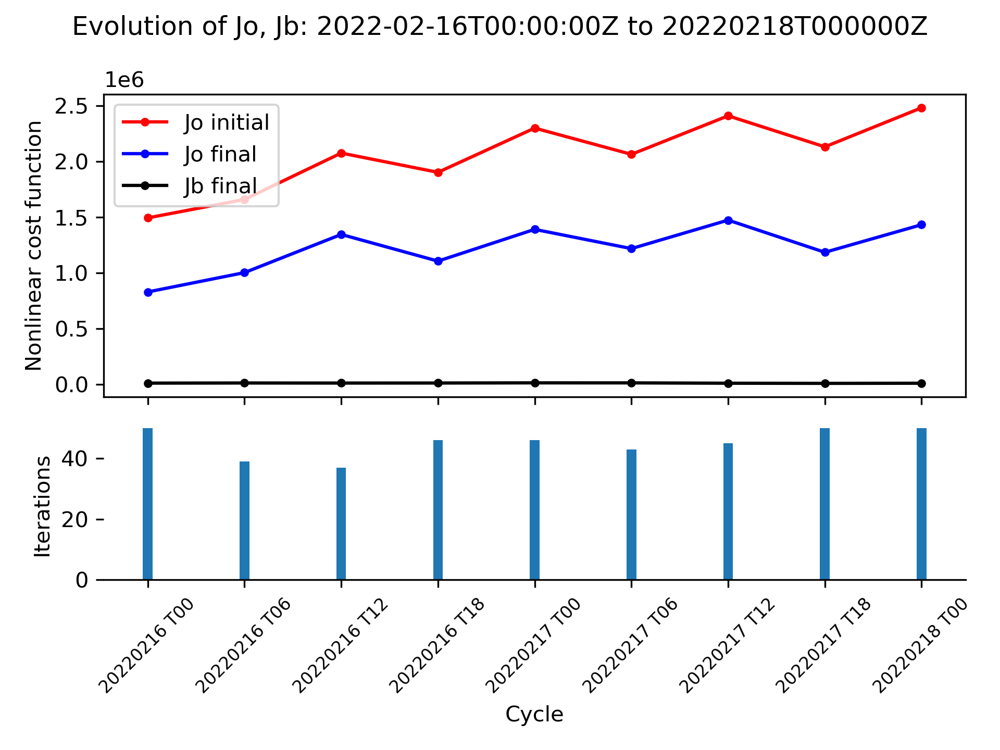 Evolution of Jo, Jb: 2022-02-16T00:00:00Z to 20220218T000000Z
1e6
2.5
2.0
1.5
1.0
0.5
0.0
Nonlinear cost function
Jo initial
Jo final
Jb final
40
20
0
Iterations
20220216 T00
20220216 T06
20220216 T12
20220216 T18
20220217 T00
20220217 T06
20220217 T12
20220217 T18
20220218 T00
Cycle